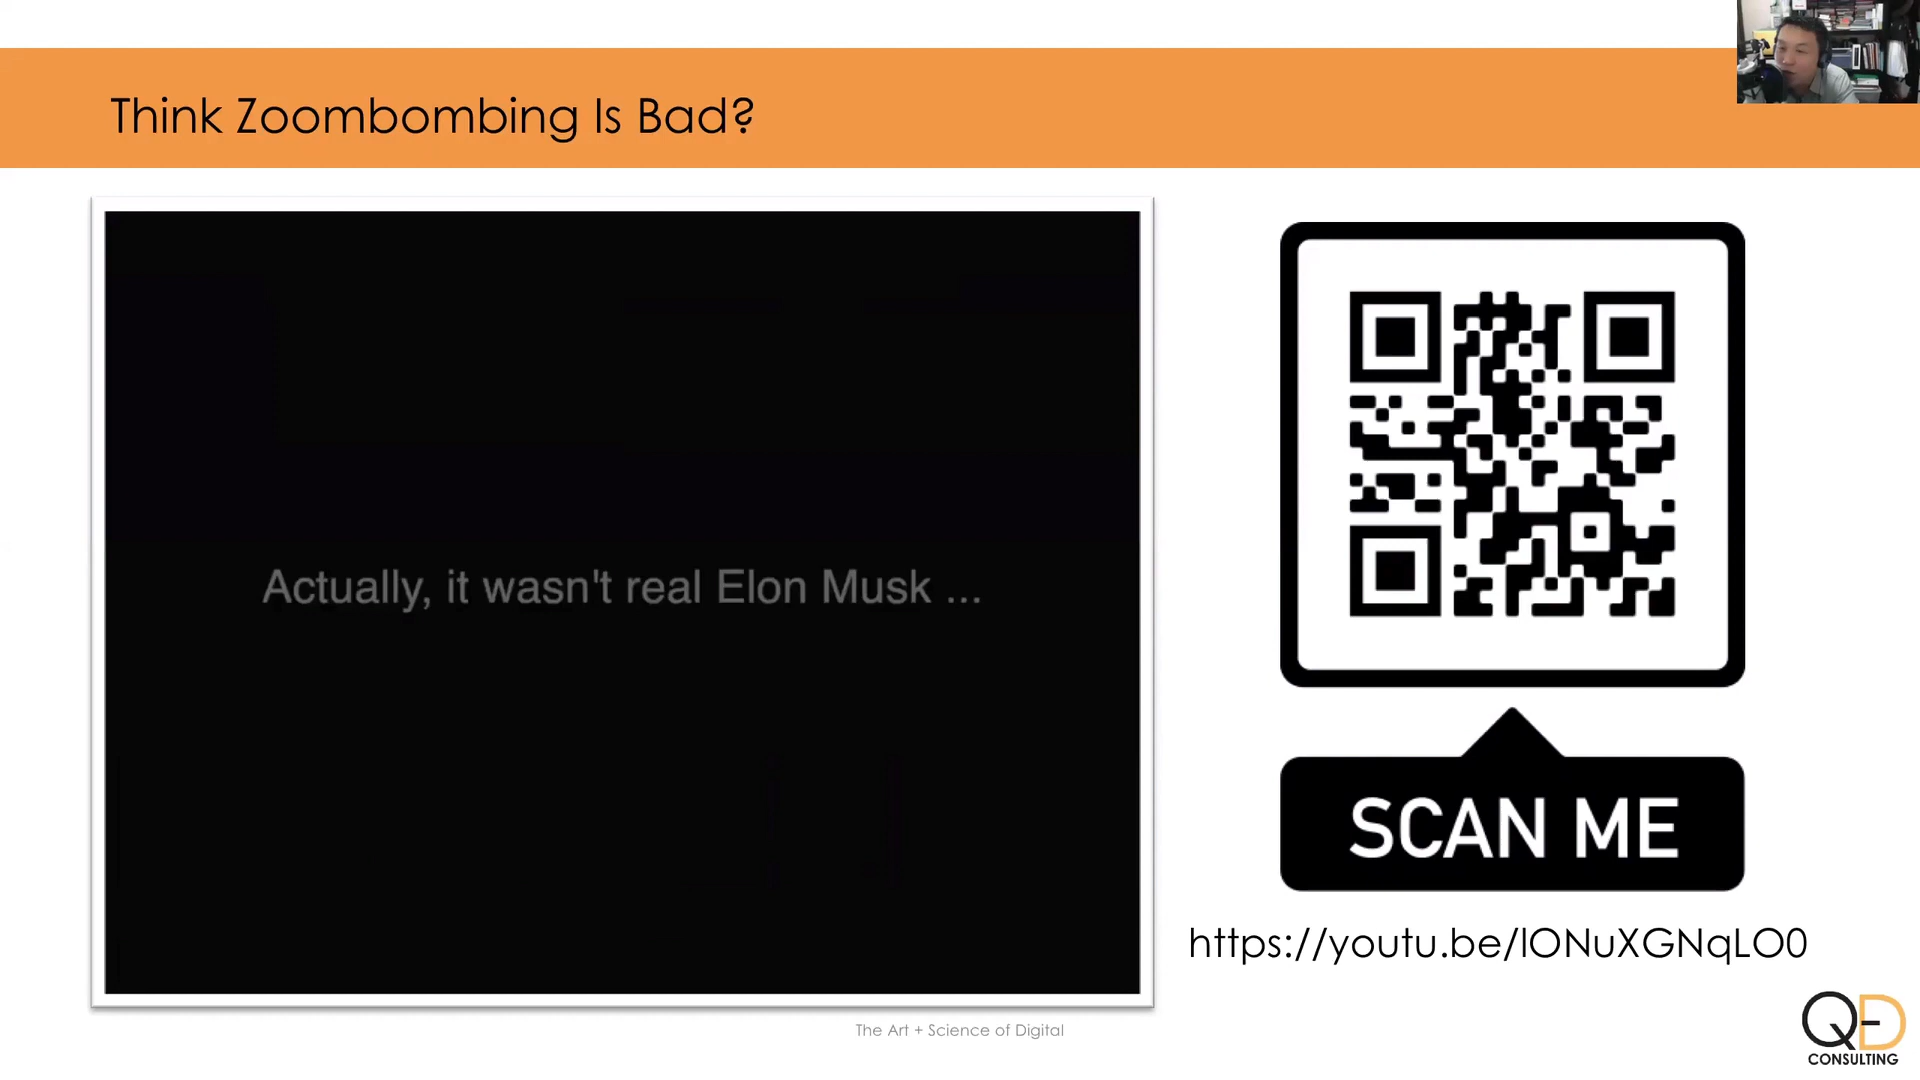 Think Zoombombing Is Bad?
Actually, it wasn't real Elon Musk ...
SCAN ME
https://youtu.be/lONuXGNqLO0
The Art + Science of Digital
QED
CONSULTING